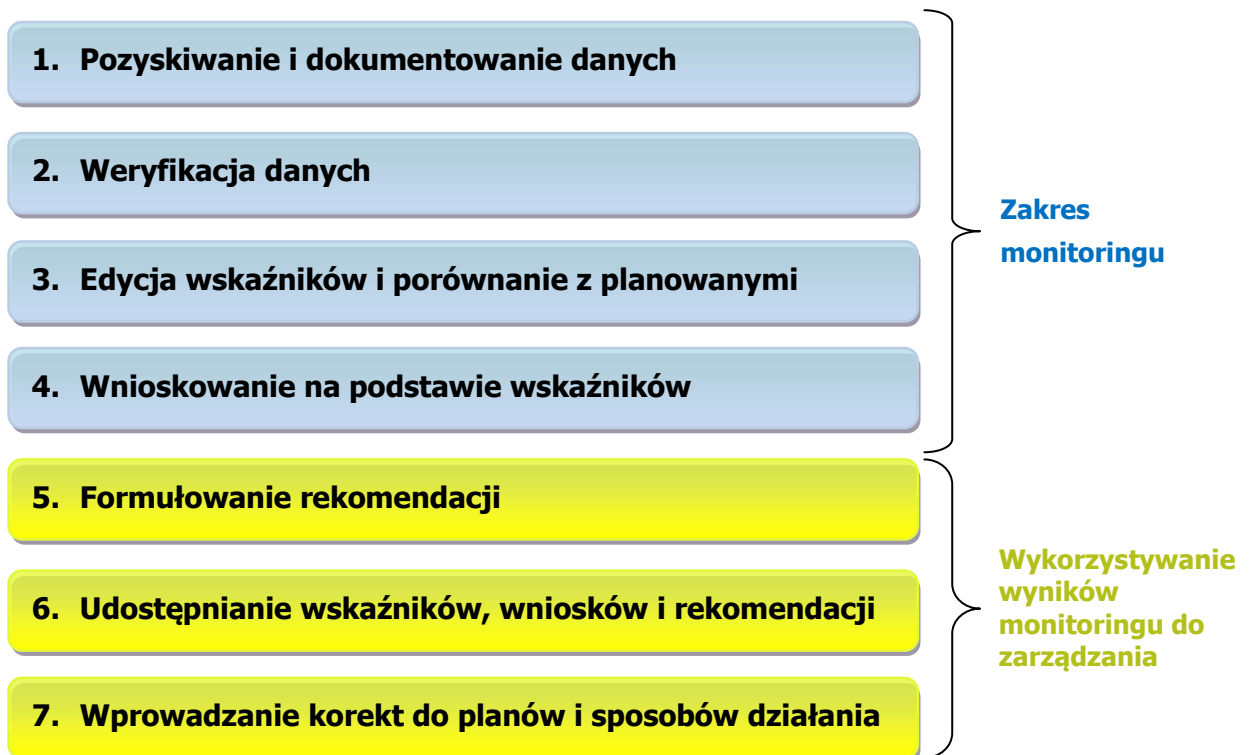 1. Pozyskiwanie i dokumentowanie danych
2. Weryfikacja danych
3. Edycja wskaźników i porównanie z planowanymi
4. Wnioskowanie na podstawie wskaźników
Zakres
monitoringu
5. Formułowanie rekomendacji
6. Udostępnianie wskaźników, wniosków i rekomendacji
7. Wprowadzanie korekt do planów i sposobów działania
Wykorzystywanie
wyników
monitoringu do
zarządzania